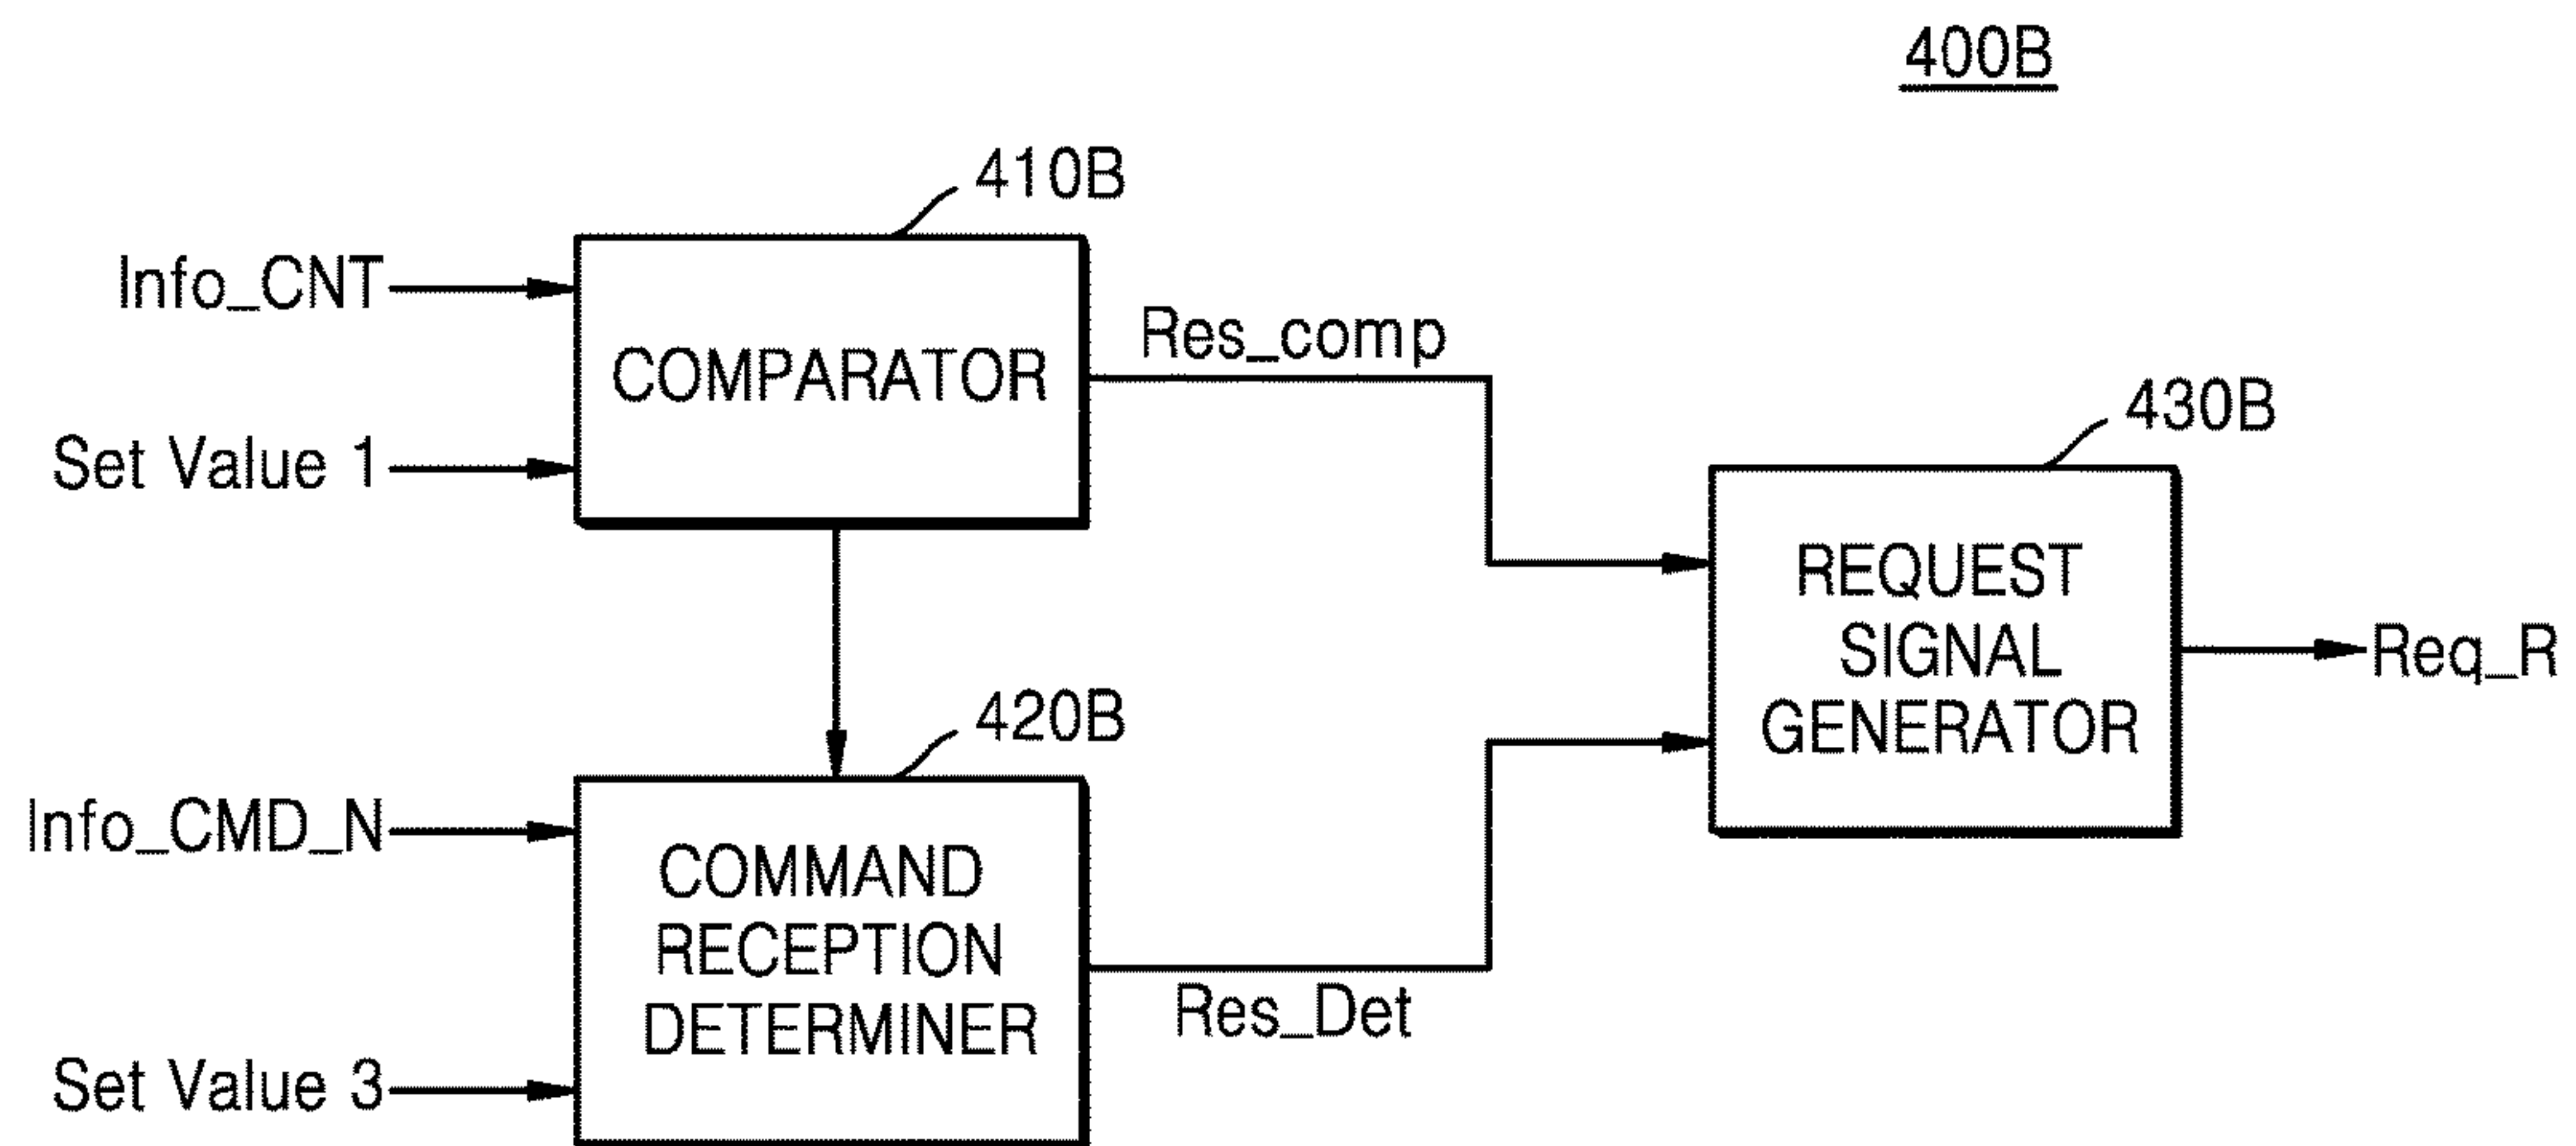 400B
410B
Info_CNT
Set Value 1
COMPARATOR
Res_comp
430B
REQUEST
SIGNAL
GENERATOR
Req_R
420B
Info_CMD_N
Set Value 3
COMMAND
RECEPTION
DETERMINER
Res_Det